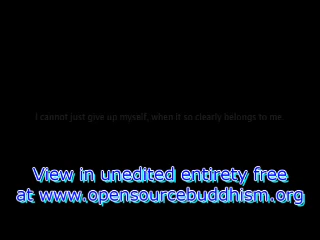 I cannot just give up myself, when it so clearly belongs to me.
View in unedited entirety free
at www.opensourcebuddhism.org